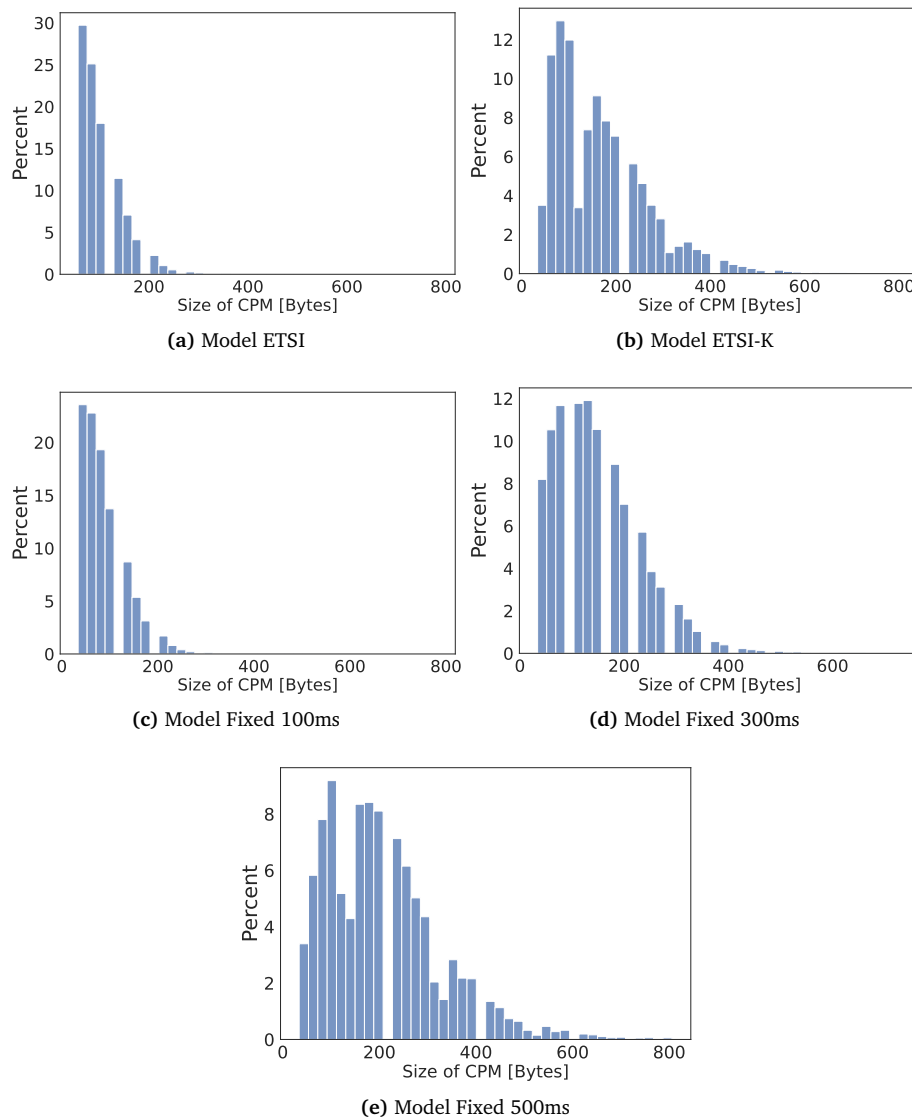 30
25
20
15
10
5
0
Percent
200 400 600 800
Size of CPM [Bytes]
(a) Model ETSI
12
10
8
6
4
2
0
Percent
0 200 400 600 800
Size of CPM [Bytes]
(b) Model ETSI-K
20
15
10
5
0
Percent
0 200 400 600 800
Size of CPM [Bytes]
(c) Model Fixed 100ms
12
10
8
6
4
2
0
Percent
0 200 400 600
Size of CPM [Bytes]
(d) Model Fixed 300ms
8
6
4
2
0
Percent
0 200 400 600 800
Size of CPM [Bytes]
(e) Model Fixed 500ms